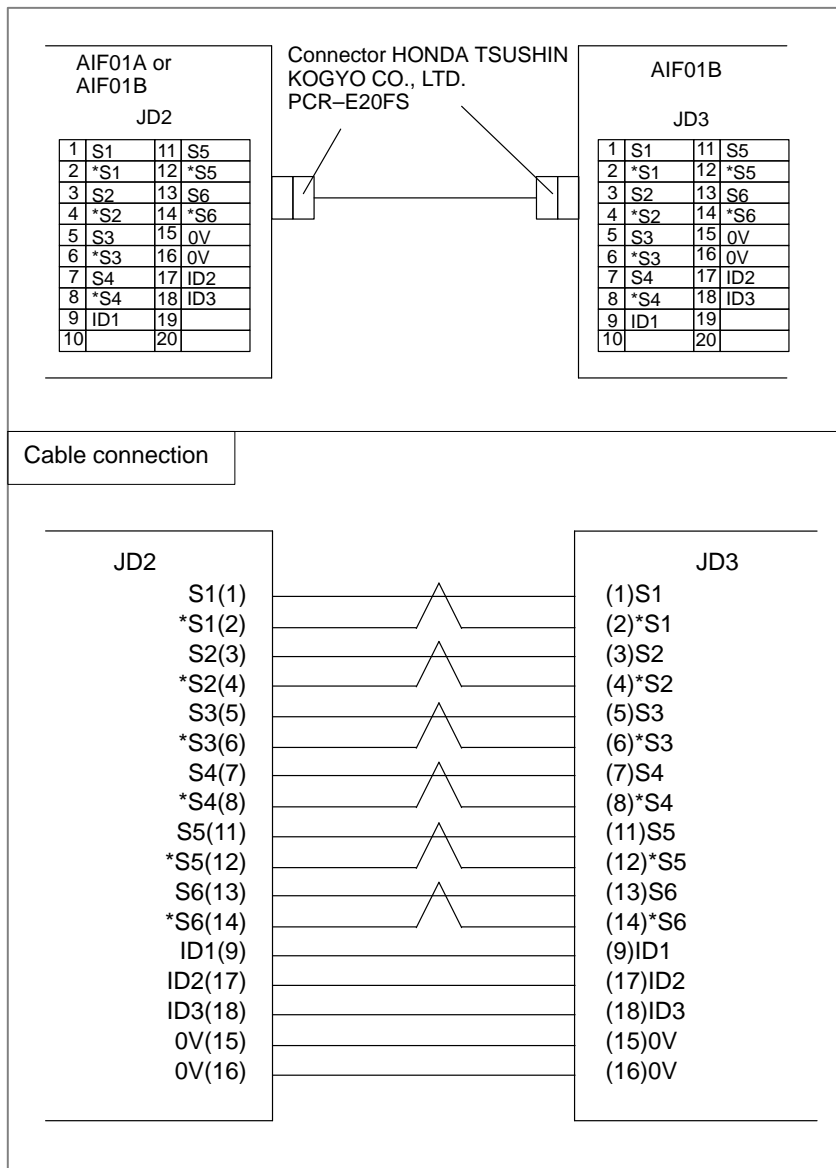 AIF01A or
AIF01B
JD2
1 S1 11 S5
2 *S1 12 *S5
3 S2 13 S6
4 *S2 14 *S6
5 S3 15 0V
6 *S3 16 0V
7 S4 17 ID2
8 *S4 18 ID3
9 ID1 19
10 20
Connector HONDA TSUSHIN
KOGYO CO., LTD.
PCR–E20FS
AIF01B
JD3
1 S1 11 S5
2 *S1 12 *S5
3 S2 13 S6
4 *S2 14 *S6
5 S3 15 0V
6 *S3 16 0V
7 S4 17 ID2
8 *S4 18 ID3
9 ID1 19
10 20
Cable connection
JD2 JD3
S1(1) (1)S1
*S1(2) (2)*S1
S2(3) (3)S2
*S2(4) (4)*S2
S3(5) (5)S3
*S3(6) (6)*S3
S4(7) (7)S4
*S4(8) (8)*S4
S5(11) (11)S5
*S5(12) (12)*S5
S6(13) (13)S6
*S6(14) (14)*S6
ID1(9) (9)ID1
ID2(17) (17)ID2
ID3(18) (18)ID3
0V(15) (15)0V
0V(16) (16)0V